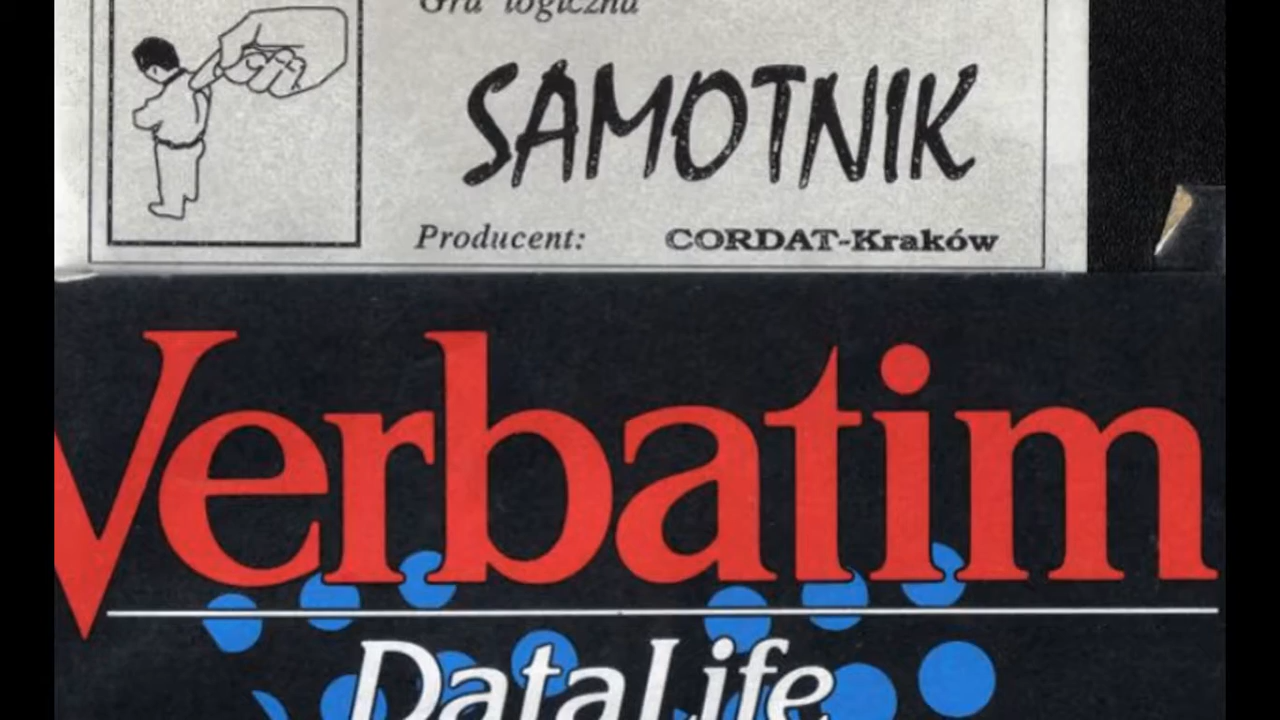 Gra logiczna
SAMOTNIK
Producent: CORDAT-Kraków
Verbatim
DataLife